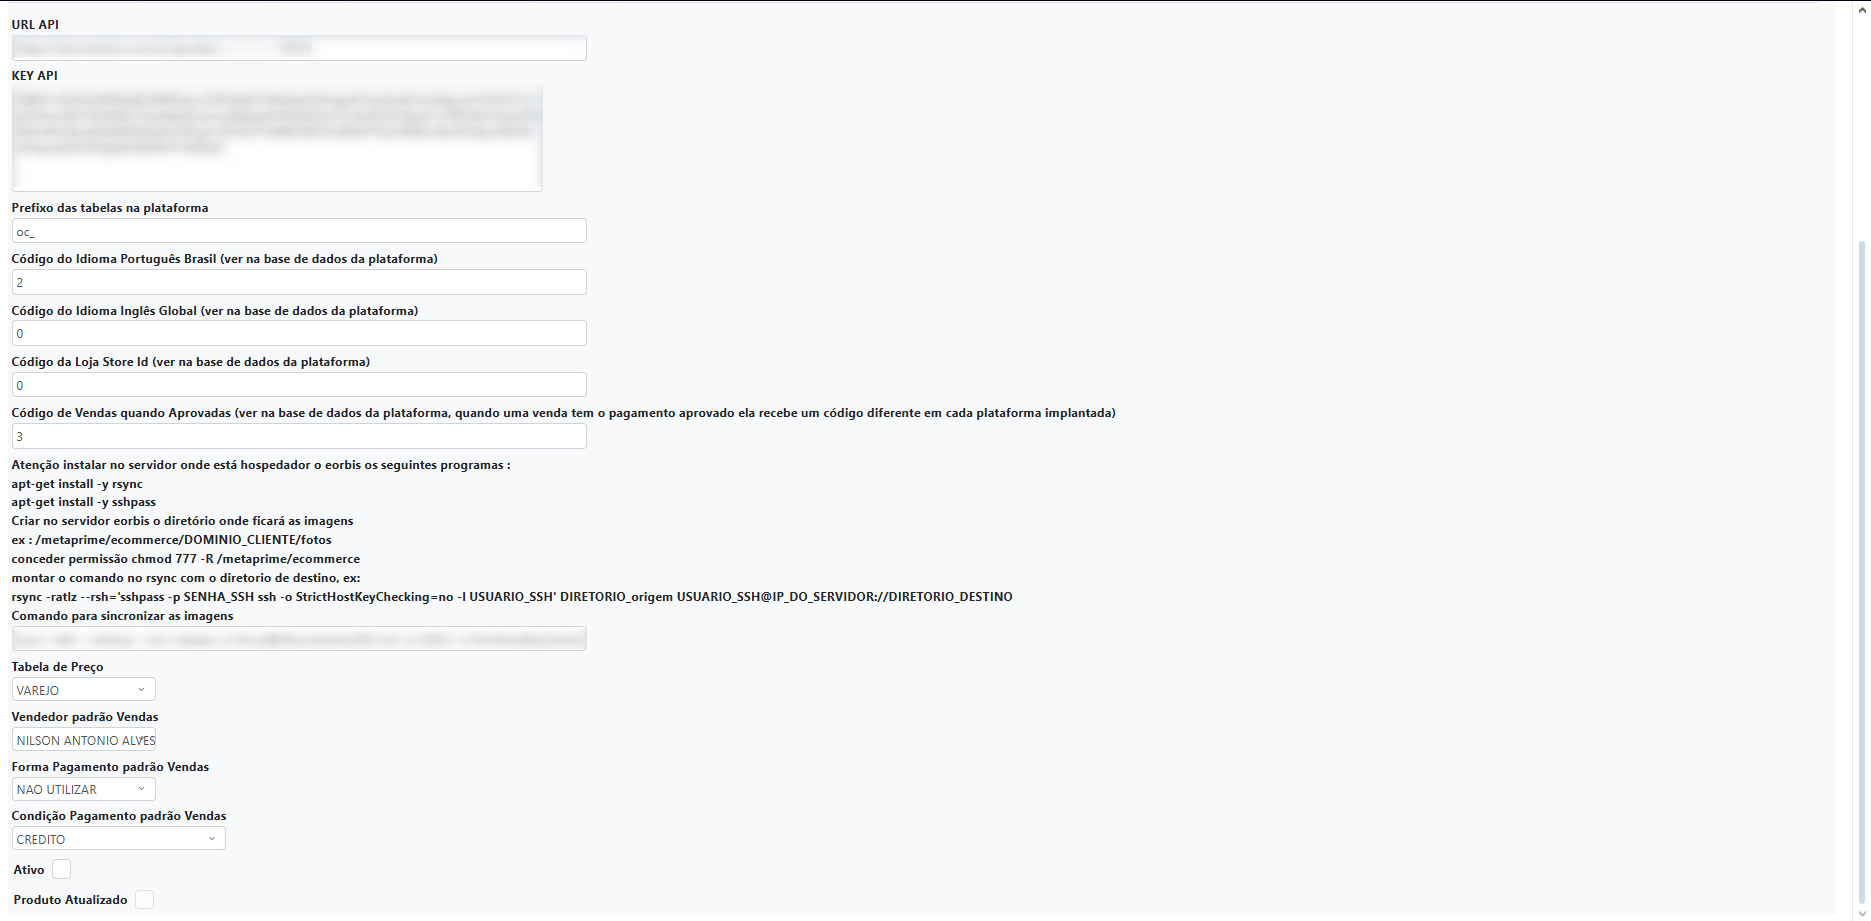 URL API
KEY API
Prefixo das tabelas na plataforma
oc_
Código do Idioma Português Brasil (ver na base de dados da plataforma)
2
Código do Idioma Inglês Global (ver na base de dados da plataforma)
0
Código da Loja Store Id (ver na base de dados da plataforma)
0
Código de Vendas quando Aprovadas (ver na base de dados da plataforma, quando uma venda tem o pagamento aprovado ela recebe um código diferente em cada plataforma implantada)
3
Atenção instalar no servidor onde está hospedador o eorbis os seguintes programas :
apt-get install -y rsync
apt-get install -y sshpass
Criar no servidor eorbis o diretório onde ficará as imagens
ex : /metaprime/ecommerce/DOMINIO_CLIENTE/fotos
conceder permissão chmod 777 -R /metaprime/ecommerce
montar o comando no rsync com o diretorio de destino, ex:
rsync -ratlz --rsh='sshpass -p SENHA_SSH ssh -o StrictHostKeyChecking=no -l USUARIO_SSH' DIRETORIO_origem USUARIO_SSH@IP_DO_SERVIDOR://DIRETORIO_DESTINO
Comando para sincronizar as imagens
Tabela de Preço
VAREJO
Vendedor padrão Vendas
NILSON ANTONIO ALVES
Forma Pagamento padrão Vendas
NAO UTILIZAR
Condição Pagamento padrão Vendas
CREDITO
Ativo
Produto Atualizado